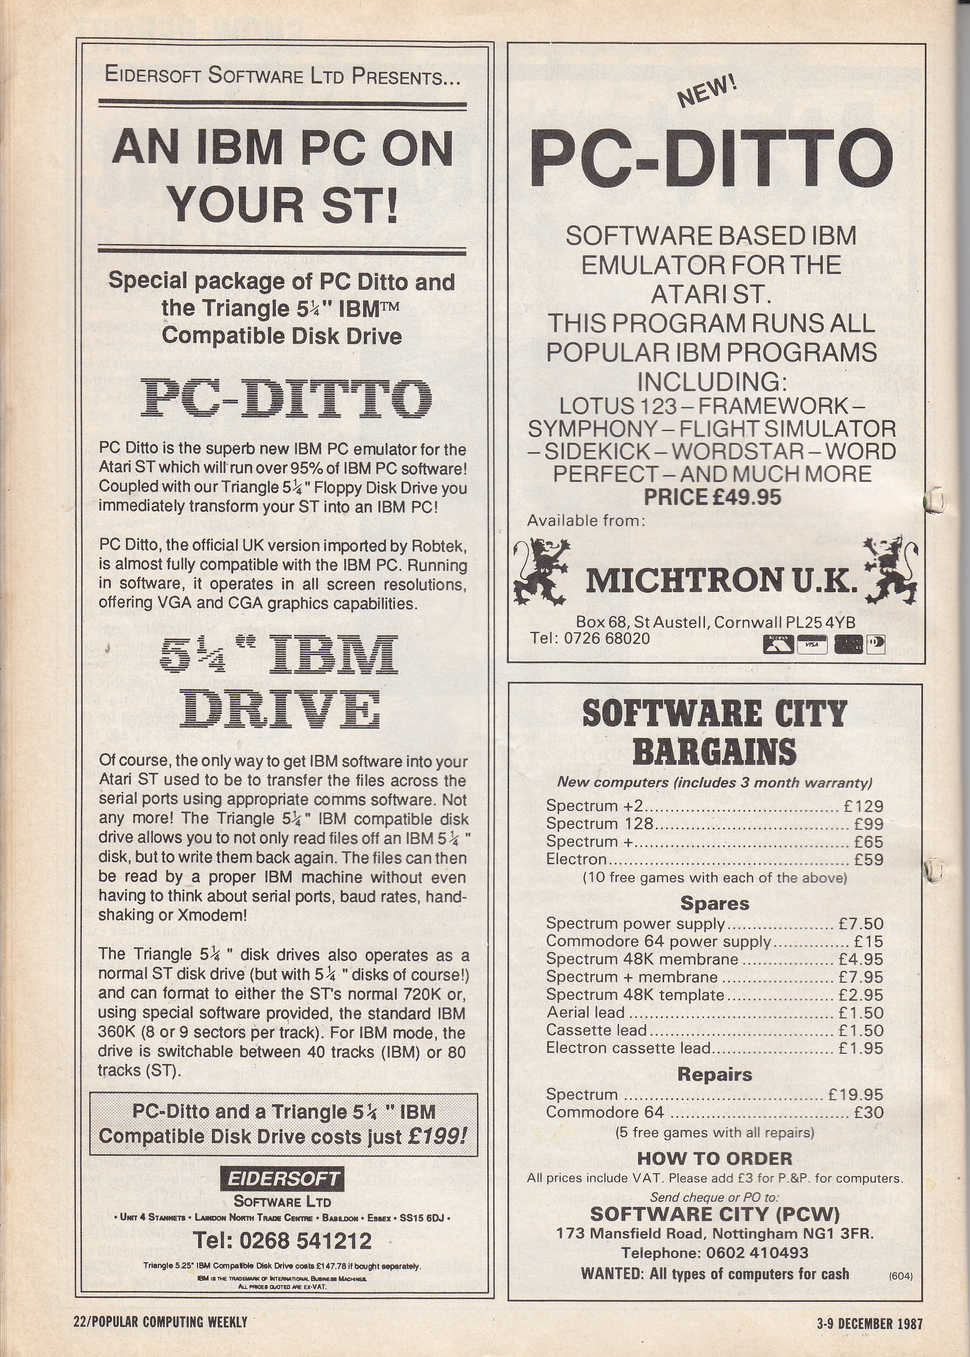 EIDERSOFT SOFTWARE LTD PRESENTS...
AN IBM PC ON
YOUR ST!
Special package of PC Ditto and
the Triangle 5¼" IBM™
Compatible Disk Drive
PC-DITTO
PC Ditto is the superb new IBM PC emulator for the
Atari ST which will run over 95% of IBM PC software!
Coupled with our Triangle 5¼" Floppy Disk Drive you
immediately transform your ST into an IBM PC!
PC Ditto, the official UK version imported by Robtek,
is almost fully compatible with the IBM PC. Running
in software, it operates in all screen resolutions,
offering VGA and CGA graphics capabilities.
5¼" IBM
DRIVE
Of course, the only way to get IBM software into your
Atari ST used to be to transfer the files across the
serial ports using appropriate comms software. Not
any more! The Triangle 5¼" IBM compatible disk
drive allows you to not only read files off an IBM 5¼ "
disk, but to write them back again. The files can then
be read by a proper IBM machine without even
having to think about serial ports, baud rates, hand-
shaking or Xmodem!
The Triangle 5¼ " disk drives also operates as a
normal ST disk drive (but with 5¼ " disks of course!)
and can format to either the ST's normal 720K or,
using special software provided, the standard IBM
360K (8 or 9 sectors per track). For IBM mode, the
drive is switchable between 40 tracks (IBM) or 80
tracks (ST).
PC-Ditto and a Triangle 5¼ " IBM
Compatible Disk Drive costs just £199!
EIDERSOFT
SOFTWARE LTD
• UNIT 4 STANNETS • LAINDON NORTH TRADE CENTRE • BASILDON • ESSEX • SS15 6DJ •
Tel: 0268 541212
Triangle 5.25" IBM Compatible Disk Drive costs £147.78 if bought separately.
IBM IS THE TRADEMARK OF INTERNATIONAL BUSINESS MACHINES.
ALL PRICES QUOTED ARE EX-VAT.
NEW!
PC-DITTO
SOFTWARE BASED IBM
EMULATOR FOR THE
ATARI ST.
THIS PROGRAM RUNS ALL
POPULAR IBM PROGRAMS
INCLUDING:
LOTUS 123 – FRAMEWORK –
SYMPHONY – FLIGHT SIMULATOR
– SIDEKICK – WORDSTAR – WORD
PERFECT – AND MUCH MORE
PRICE £49.95
Available from:
MICHTRON U.K.
Box 68, St Austell, Cornwall PL25 4YB
Tel: 0726 68020
VISA
SOFTWARE CITY
BARGAINS
New computers (includes 3 month warranty)
Spectrum +2.......................................£129
Spectrum 128.......................................£99
Spectrum +...........................................£65
Electron................................................£59
(10 free games with each of the above)
Spares
Spectrum power supply......................£7.50
Commodore 64 power supply...............£15
Spectrum 48K membrane ...................£4.95
Spectrum + membrane .......................£7.95
Spectrum 48K template......................£2.95
Aerial lead ..........................................£1.50
Cassette lead......................................£1.50
Electron cassette lead.........................£1.95
Repairs
Spectrum ........................................£19.95
Commodore 64 ....................................£30
(5 free games with all repairs)
HOW TO ORDER
All prices include VAT. Please add £3 for P.&P. for computers.
Send cheque or PO to:
SOFTWARE CITY (PCW)
173 Mansfield Road, Nottingham NG1 3FR.
Telephone: 0602 410493
WANTED: All types of computers for cash
(604)
22/POPULAR COMPUTING WEEKLY
3-9 DECEMBER 1987